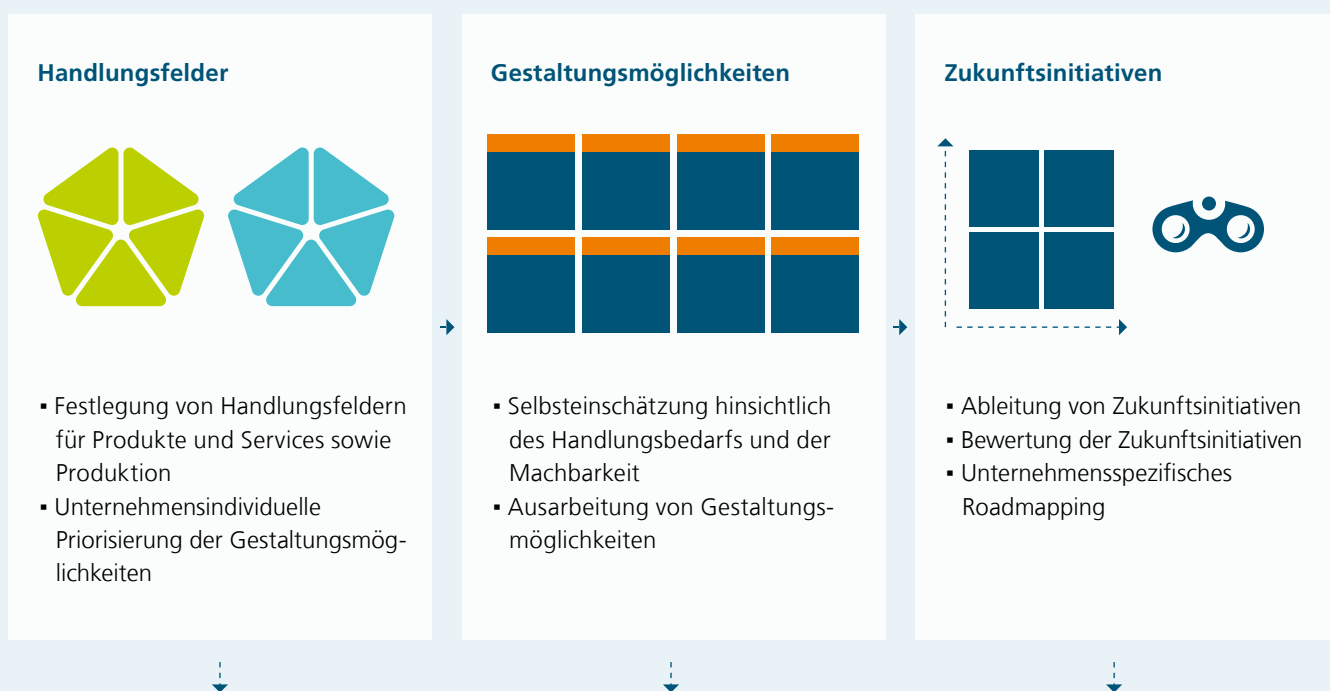 Handlungsfelder
▪ Festlegung von Handlungsfeldern
für Produkte und Services sowie
Produktion
▪ Unternehmensindividuelle
Priorisierung der Gestaltungsmög-
lichkeiten
Gestaltungsmöglichkeiten
▪ Selbsteinschätzung hinsichtlich
des Handlungsbedarfs und der
Machbarkeit
▪ Ausarbeitung von Gestaltungs-
möglichkeiten
Zukunftsinitiativen
▪ Ableitung von Zukunftsinitiativen
▪ Bewertung der Zukunftsinitiativen
▪ Unternehmensspezifisches
Roadmapping